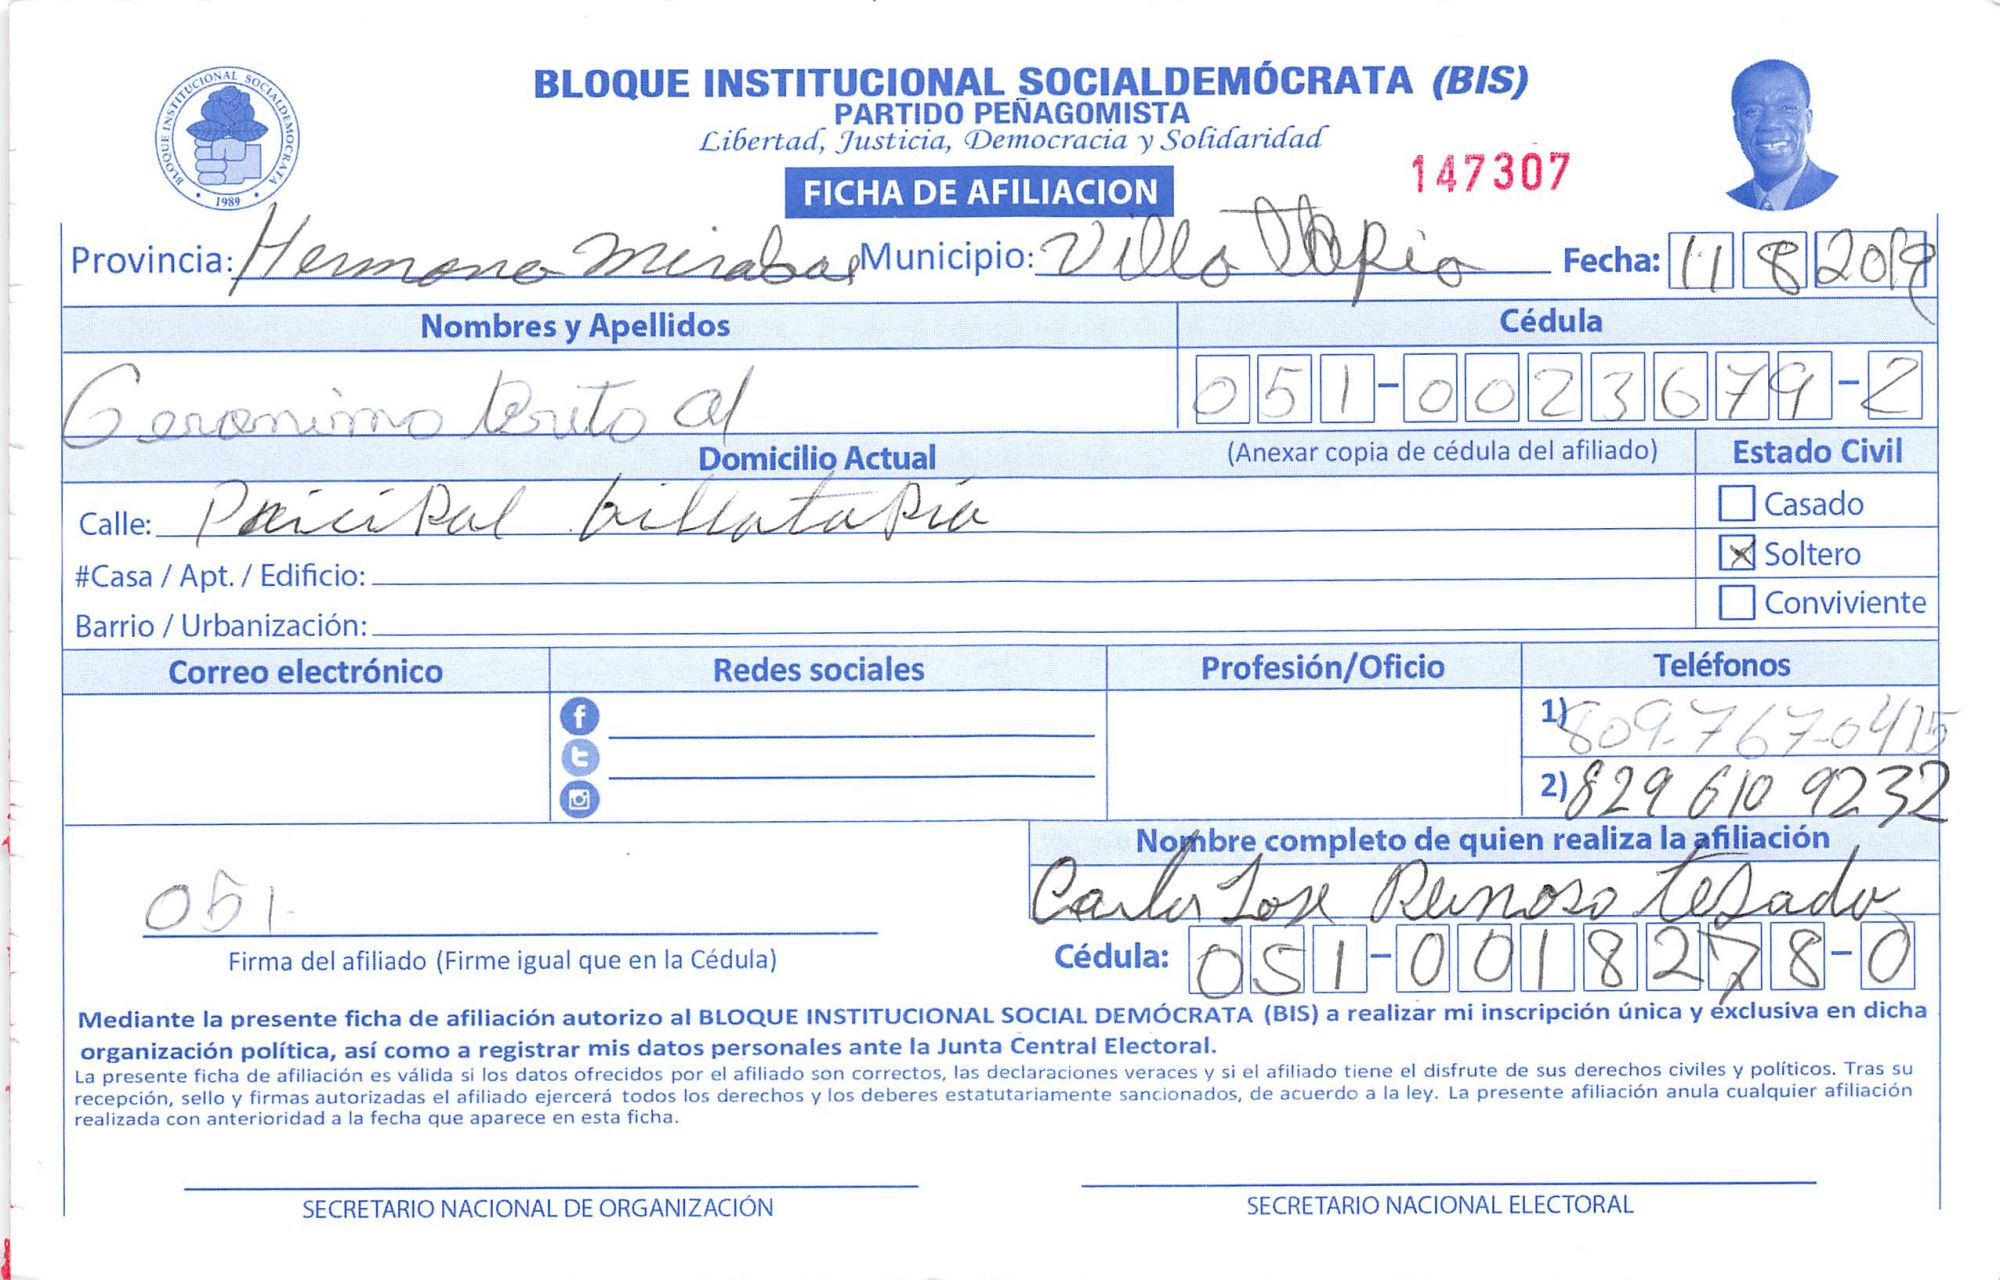 BLOQUE INSTITUCIONAL SOCIALDEMÓCRATA
1989
BLOQUE INSTITUCIONAL SOCIALDEMÓCRATA (BIS)
PARTIDO PEÑAGOMISTA
Libertad, Justicia, Democracia y Solidaridad
FICHA DE AFILIACION
147307
Provincia: Hermana Mirabal Municipio: Villa Tapia Fecha: 11 8 2019
Nombres y Apellidos Cédula
Geronimo Brito 051-0023679-2
Domicilio Actual (Anexar copia de cédula del afiliado) Estado Civil
Calle: Pricipal billatapia
Casado
Soltero
#Casa / Apt. / Edificio:
Conviviente
Barrio / Urbanización:
Correo electrónico Redes sociales Profesión/Oficio Teléfonos
1) 809-767-0415
2) 829 610 9232
Nombre completo de quien realiza la afiliación
Carlos Jose Reinoso
051
Cédula: 051-0018278-0
Firma del afiliado (Firme igual que en la Cédula)
Mediante la presente ficha de afiliación autorizo al BLOQUE INSTITUCIONAL SOCIAL DEMÓCRATA (BIS) a realizar mi inscripción única y exclusiva en dicha
organización política, así como a registrar mis datos personales ante la Junta Central Electoral.
La presente ficha de afiliación es válida si los datos ofrecidos por el afiliado son correctos, las declaraciones veraces y si el afiliado tiene el disfrute de sus derechos civiles y políticos. Tras su
recepción, sello y firmas autorizadas el afiliado ejercerá todos los derechos y los deberes estatutariamente sancionados, de acuerdo a la ley. La presente afiliación anula cualquier afiliación
realizada con anterioridad a la fecha que aparece en esta ficha.
SECRETARIO NACIONAL DE ORGANIZACIÓN SECRETARIO NACIONAL ELECTORAL